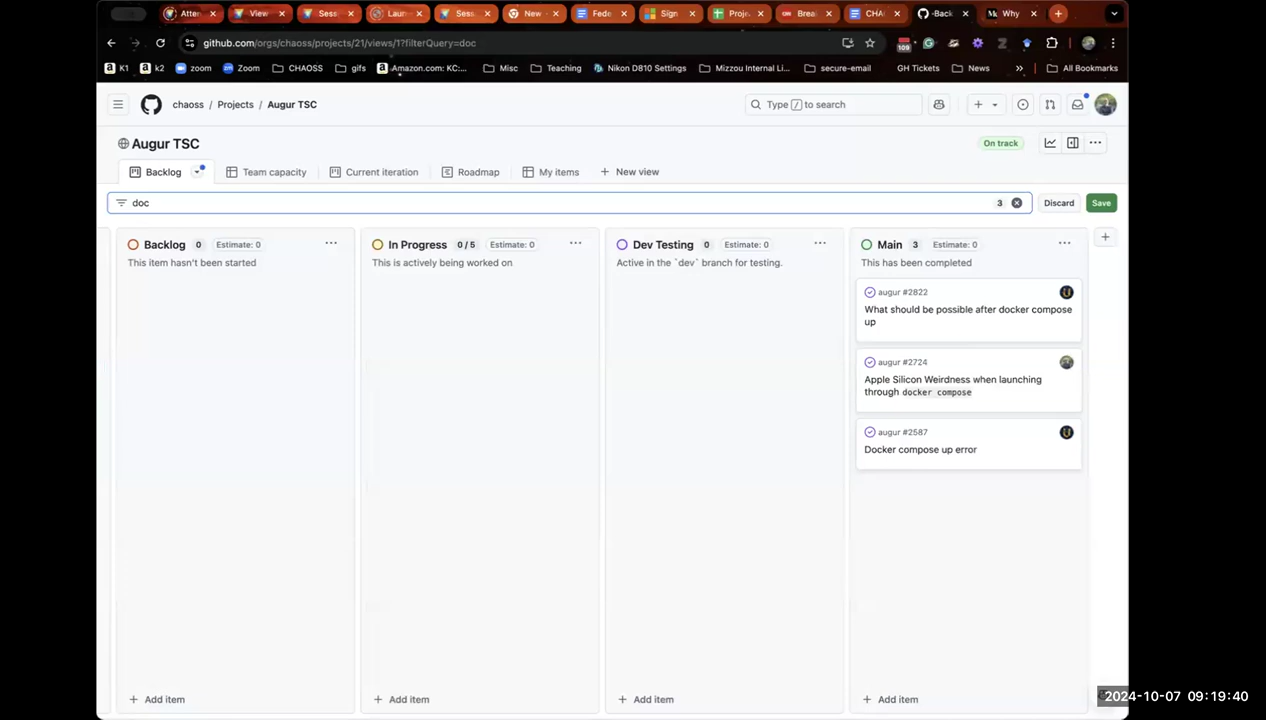 Atten
View
Sess
Laun
Sess
New -
Fede
Sign
Proje
Brea
CHA
·Back
Why
github.com/orgs/chaoss/projects/21/views/1?filterQuery=doc
109
K1
k2
zoom
Zoom
CHAOSS
gifs
Amazon.com: KC:...
Misc
Teaching
Nikon D810 Settings
Mizzou Internal Li...
secure-email
GH Tickets
News
»
All Bookmarks
chaoss / Projects / Augur TSC
Type / to search
Augur TSC
On track
Backlog
Team capacity
Current iteration
Roadmap
My items
+ New view
doc
3
Discard
Save
Backlog 0 Estimate: 0
This item hasn't been started
+ Add item
In Progress 0 / 5 Estimate: 0
This is actively being worked on
+ Add item
Dev Testing 0 Estimate: 0
Active in the `dev` branch for testing.
+ Add item
Main 3 Estimate: 0
This has been completed
augur #2822
What should be possible after docker compose
up
augur #2724
Apple Silicon Weirdness when launching
through docker compose
augur #2587
Docker compose up error
+ Add item
2024-10-07 09:19:40